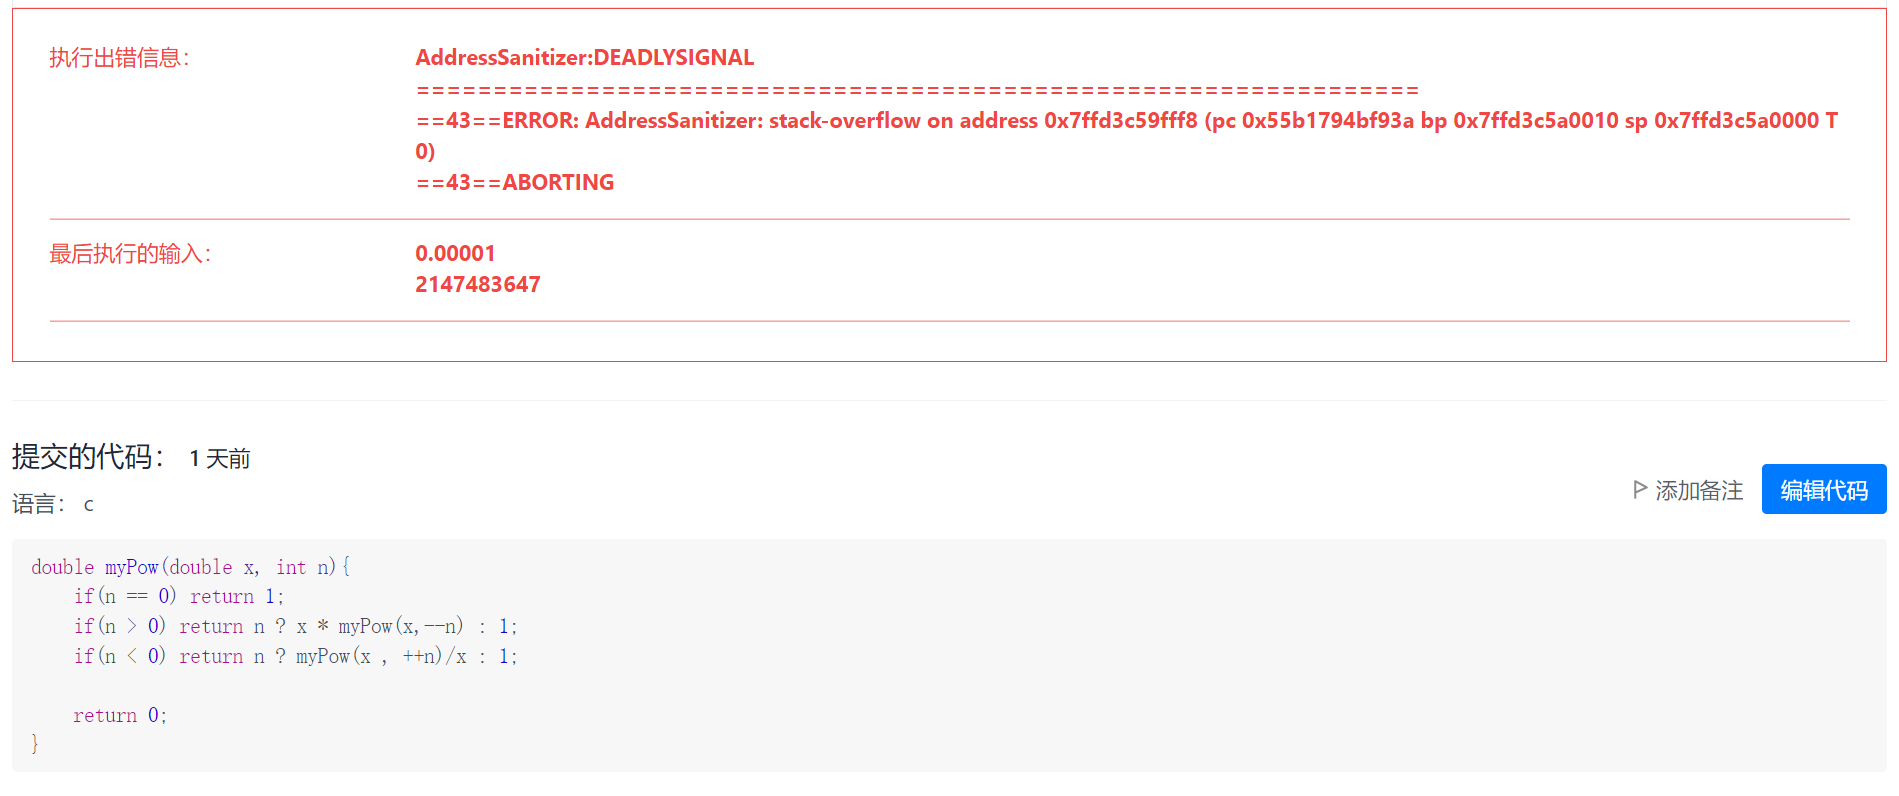 执行出错信息：
AddressSanitizer:DEADLYSIGNAL
=================================================================
==43==ERROR: AddressSanitizer: stack-overflow on address 0x7ffd3c59fff8 (pc 0x55b1794bf93a bp 0x7ffd3c5a0010 sp 0x7ffd3c5a0000 T
0)
==43==ABORTING
最后执行的输入：
0.00001
2147483647
提交的代码： 1 天前
语言： c
添加备注
编辑代码
double myPow(double x, int n){
    if(n == 0) return 1;
    if(n > 0) return n ? x * myPow(x,--n) : 1;
    if(n < 0) return n ? myPow(x , ++n)/x : 1;
    return 0;
}